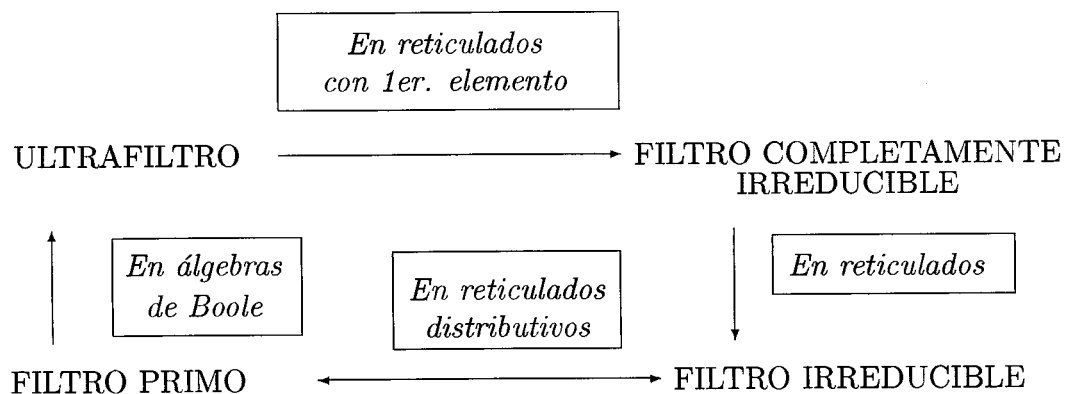 En reticulados
con 1er. elemento
ULTRAFILTRO
FILTRO COMPLETAMENTE
IRREDUCIBLE
En álgebras
de Boole
En reticulados
distributivos
En reticulados
FILTRO PRIMO
FILTRO IRREDUCIBLE